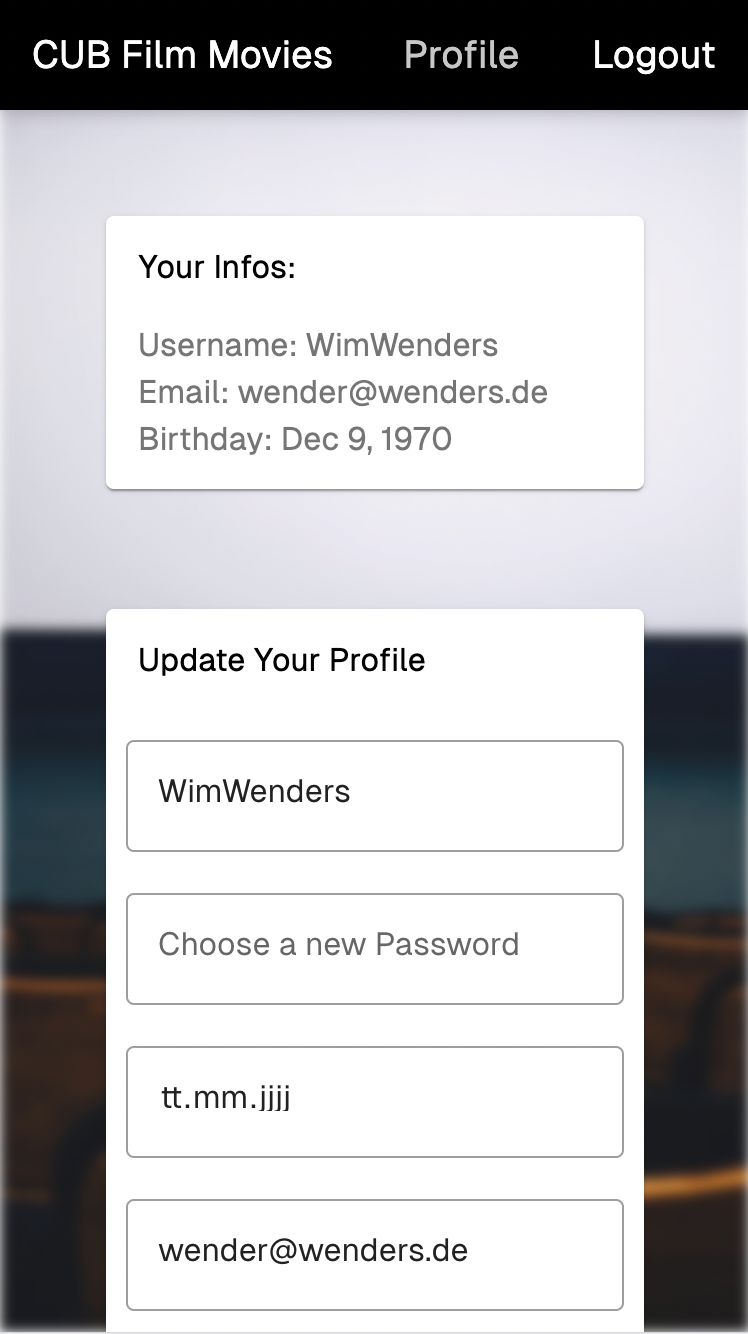 CUB Film Movies Profile Logout
Your Infos:
Username: WimWenders
Email: wender@wenders.de
Birthday: Dec 9, 1970
Update Your Profile
WimWenders
Choose a new Password
tt.mm.jjjj
wender@wenders.de